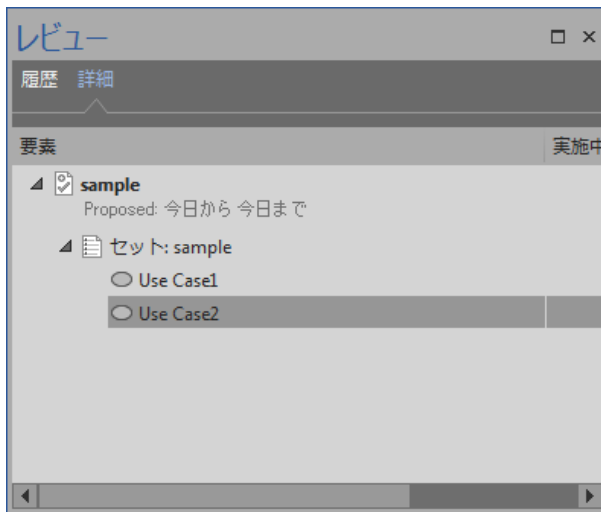 レビュー
履歴 詳細
要素 実施中
sample
Proposed: 今日から 今日まで
セット: sample
Use Case1
Use Case2